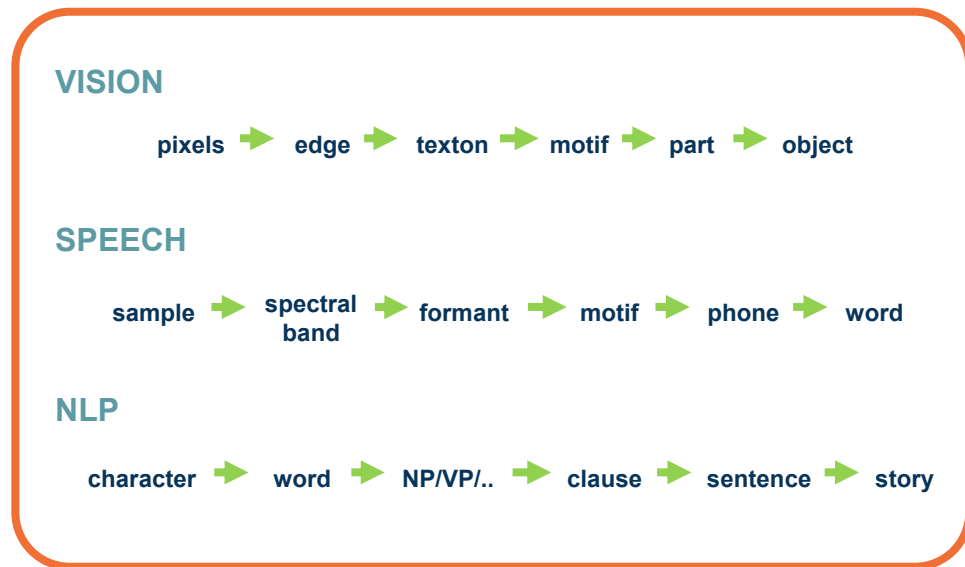 VISION
pixels edge texton motif part object
SPEECH
sample spectral band formant motif phone word
NLP
character word NP/VP/.. clause sentence story